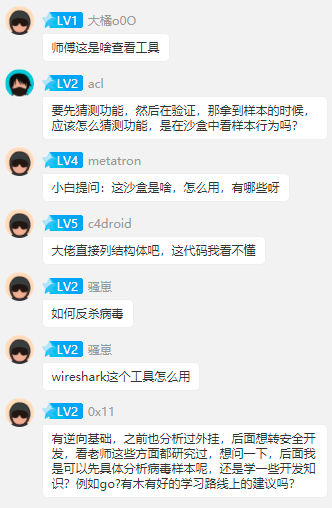 LV1 大橘o0O
师傅这是啥查看工具
LV2 acl
要先猜测功能，然后在验证，那拿到样本的时候，
应该怎么猜测功能，是在沙盒中看样本行为吗？
LV4 metatron
小白提问：这沙盒是啥，怎么用，有哪些呀
LV5 c4droid
大佬直接列结构体吧，这代码我看不懂
LV2 骚崽
如何反杀病毒
LV2 骚崽
wireshark这个工具怎么用
LV2 0x11
有逆向基础，之前也分析过外挂，后面想转安全开
发，看老师这些方面都研究过，想问一下，后面我
是可以先具体分析病毒样本呢，还是学一些开发知
识？例如go?有木有好的学习路线上的建议吗？